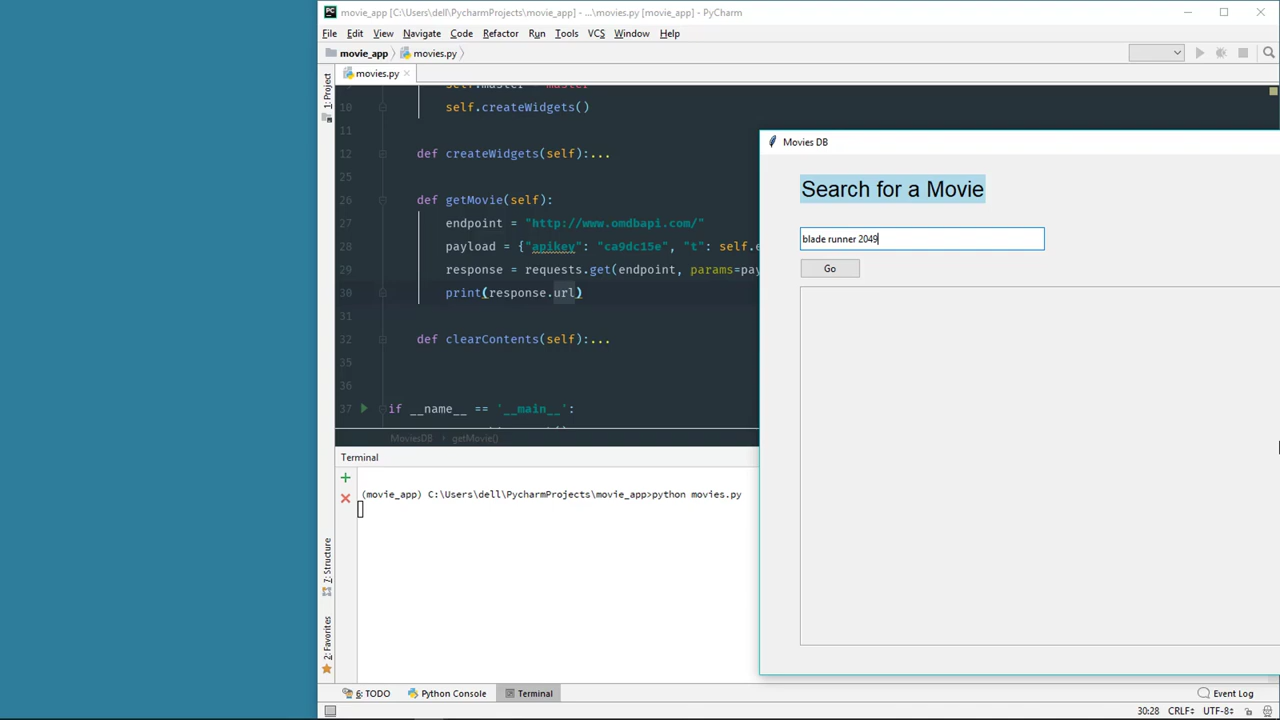 movie_app [C:\Users\dell\PycharmProjects\movie_app] - ...\movies.py [movie_app] - PyCharm
File Edit View Navigate Code Refactor Run Tools VCS Window Help
movie_app movies.py
1: Project
movies.py
10 self.createWidgets()
11
12 def createWidgets(self):...
25
26 def getMovie(self):
27 endpoint = "http://www.omdbapi.com/"
28 payload = {"apikey": "ca9dc15e", "t": self.e
29 response = requests.get(endpoint, params=pay
30 print(response.url)
31
32 def clearContents(self):...
35
36
37 if __name__ == '__main__':
MoviesDB › getMovie()
Movies DB
Search for a Movie
blade runner 2049
Go
Terminal
(movie_app) C:\Users\dell\PycharmProjects\movie_app>python movies.py
7: Structure
2: Favorites
6: TODO Python Console Terminal Event Log
30:28 CRLF UTF-8